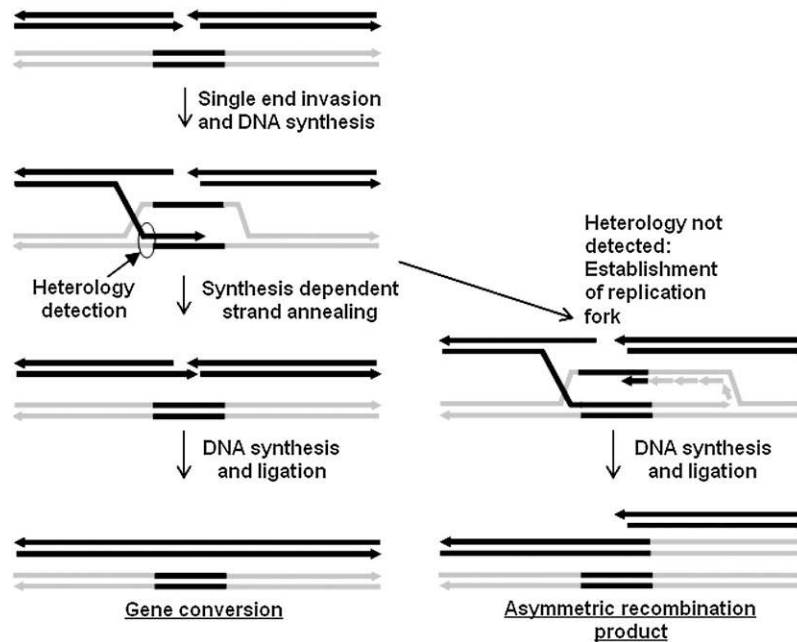 Single end invasion
and DNA synthesis
Heterology
detection
Synthesis dependent
strand annealing
Heterology not
detected:
Establishment
of replication
fork
DNA synthesis
and ligation
DNA synthesis
and ligation
Gene conversion
Asymmetric recombination
product